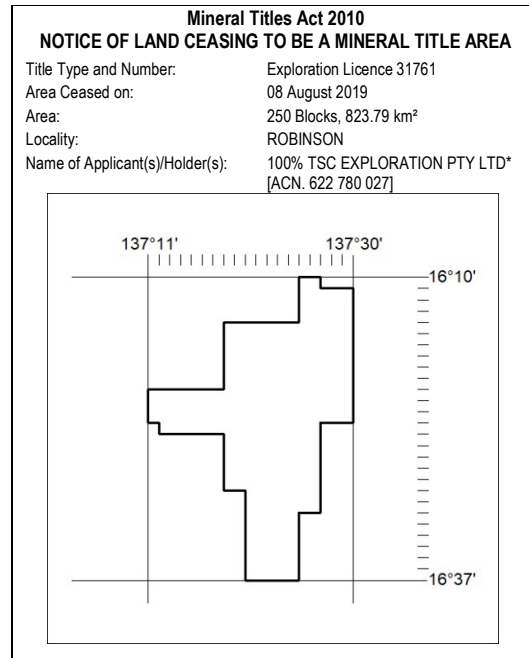 Mineral Titles Act 2010
NOTICE OF LAND CEASING TO BE A MINERAL TITLE AREA
Title Type and Number: Exploration Licence 31761
Area Ceased on: 08 August 2019
Area: 250 Blocks, 823.79 km²
Locality: ROBINSON
Name of Applicant(s)/Holder(s): 100% TSC EXPLORATION PTY LTD*
[ACN. 622 780 027]
137°11' 137°30'
16°10'
16°37'